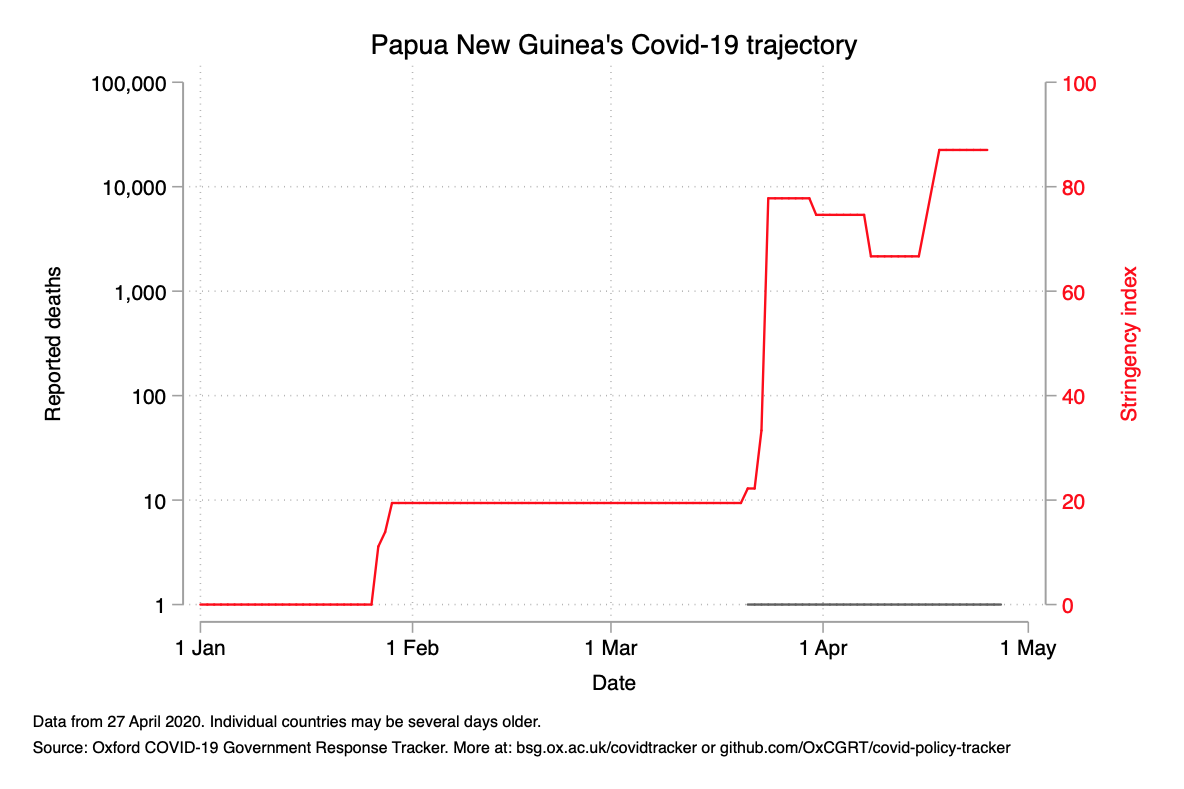 Papua New Guinea's Covid-19 trajectory
100,000
10,000
1,000
100
10
1
Reported deaths
100
80
60
40
20
0
Stringency index
1 Jan
1 Feb
1 Mar
1 Apr
1 May
Date
Data from 27 April 2020. Individual countries may be several days older.
Source: Oxford COVID-19 Government Response Tracker. More at: bsg.ox.ac.uk/covidtracker or github.com/OxCGRT/covid-policy-tracker